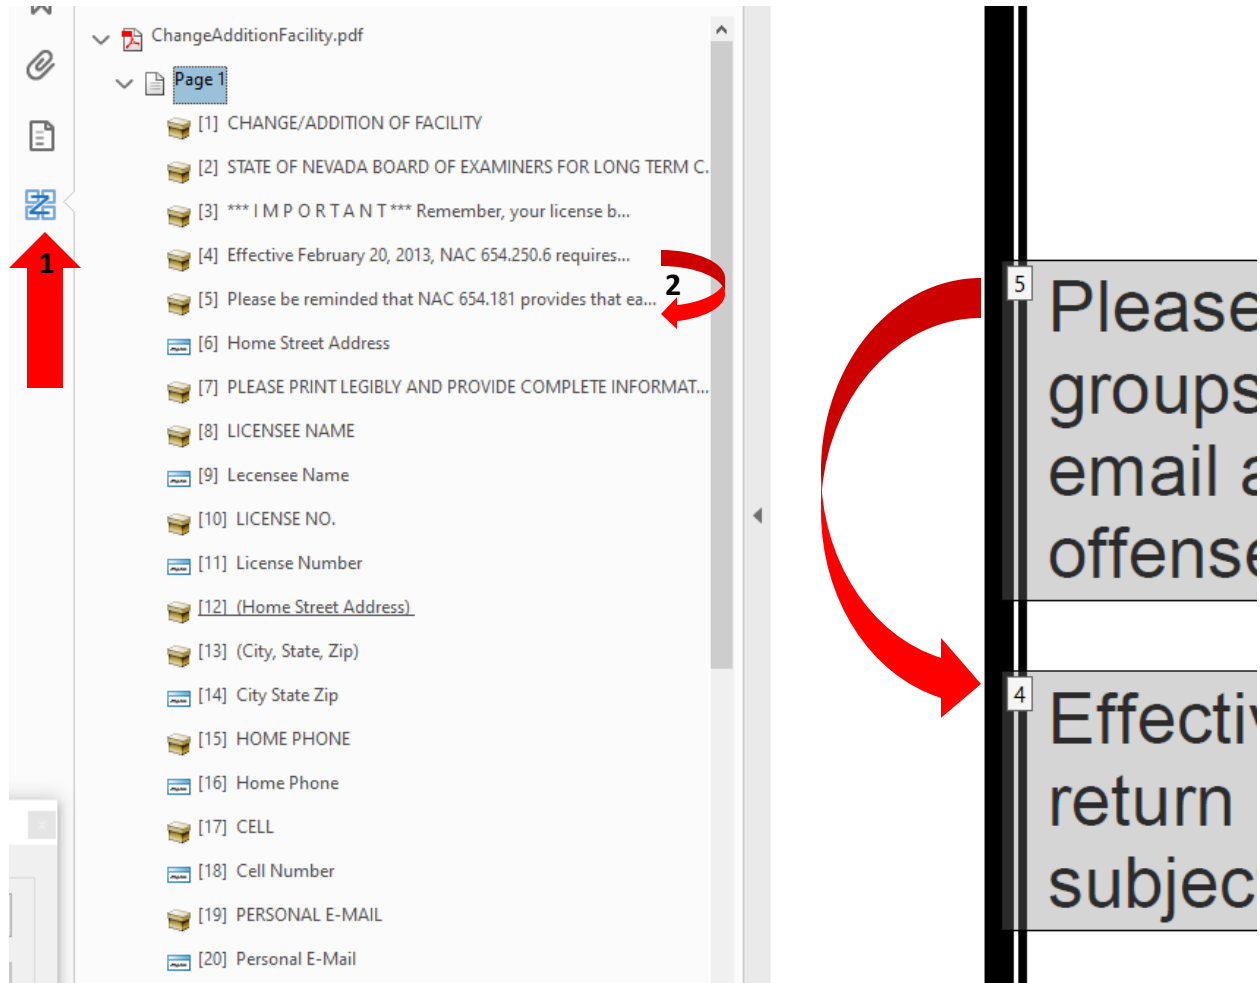 ChangeAdditionFacility.pdf
Page 1
[1] CHANGE/ADDITION OF FACILITY
[2] STATE OF NEVADA BOARD OF EXAMINERS FOR LONG TERM C.
[3] *** I M P O R T A N T *** Remember, your license b...
[4] Effective February 20, 2013, NAC 654.250.6 requires...
[5] Please be reminded that NAC 654.181 provides that ea...
[6] Home Street Address
[7] PLEASE PRINT LEGIBLY AND PROVIDE COMPLETE INFORMAT...
[8] LICENSEE NAME
[9] Lecensee Name
[10] LICENSE NO.
[11] License Number
[12] (Home Street Address)
[13] (City, State, Zip)
[14] City State Zip
[15] HOME PHONE
[16] Home Phone
[17] CELL
[18] Cell Number
[19] PERSONAL E-MAIL
[20] Personal E-Mail
1
2
5
Please
groups
email a
offense
4
Effectiv
return
subject